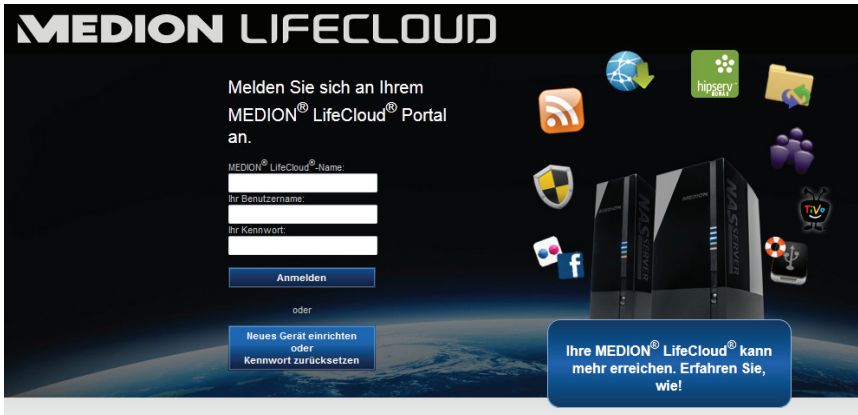 MEDION LIFECLOUD
Melden Sie sich an Ihrem
MEDION® LifeCloud® Portal
an.
MEDION® LifeCloud®-Name:
Ihr Benutzername:
Ihr Kennwort:
Anmelden
oder
Neues Gerät einrichten
oder
Kennwort zurücksetzen
hipserv
TiVo
MEDION
NAS SERVER
MEDION
NAS SERVER
f
Ihre MEDION® LifeCloud® kann
mehr erreichen. Erfahren Sie,
wie!